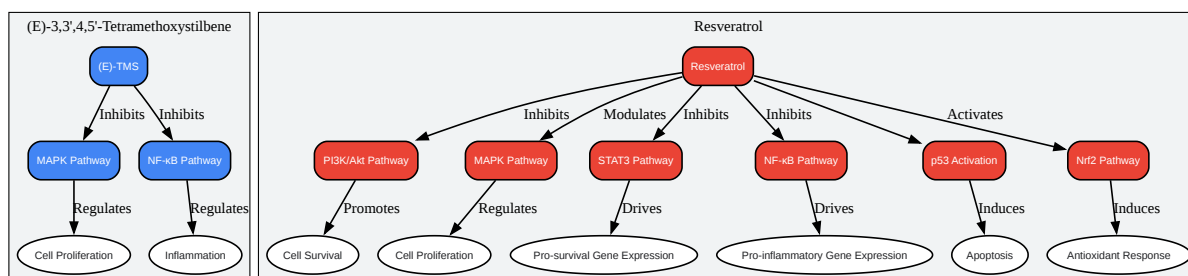 (E)-3,3',4,5'-Tetramethoxystilbene
Resveratrol
(E)-TMS
Resveratrol
Inhibits
Inhibits
Inhibits
Modulates
Inhibits
Inhibits
Activates
MAPK Pathway
NF-κB Pathway
PI3K/Akt Pathway
MAPK Pathway
STAT3 Pathway
NF-κB Pathway
p53 Activation
Nrf2 Pathway
Regulates
Regulates
Promotes
Regulates
Drives
Drives
Induces
Induces
Cell Proliferation
Inflammation
Cell Survival
Cell Proliferation
Pro-survival Gene Expression
Pro-inflammatory Gene Expression
Apoptosis
Antioxidant Response